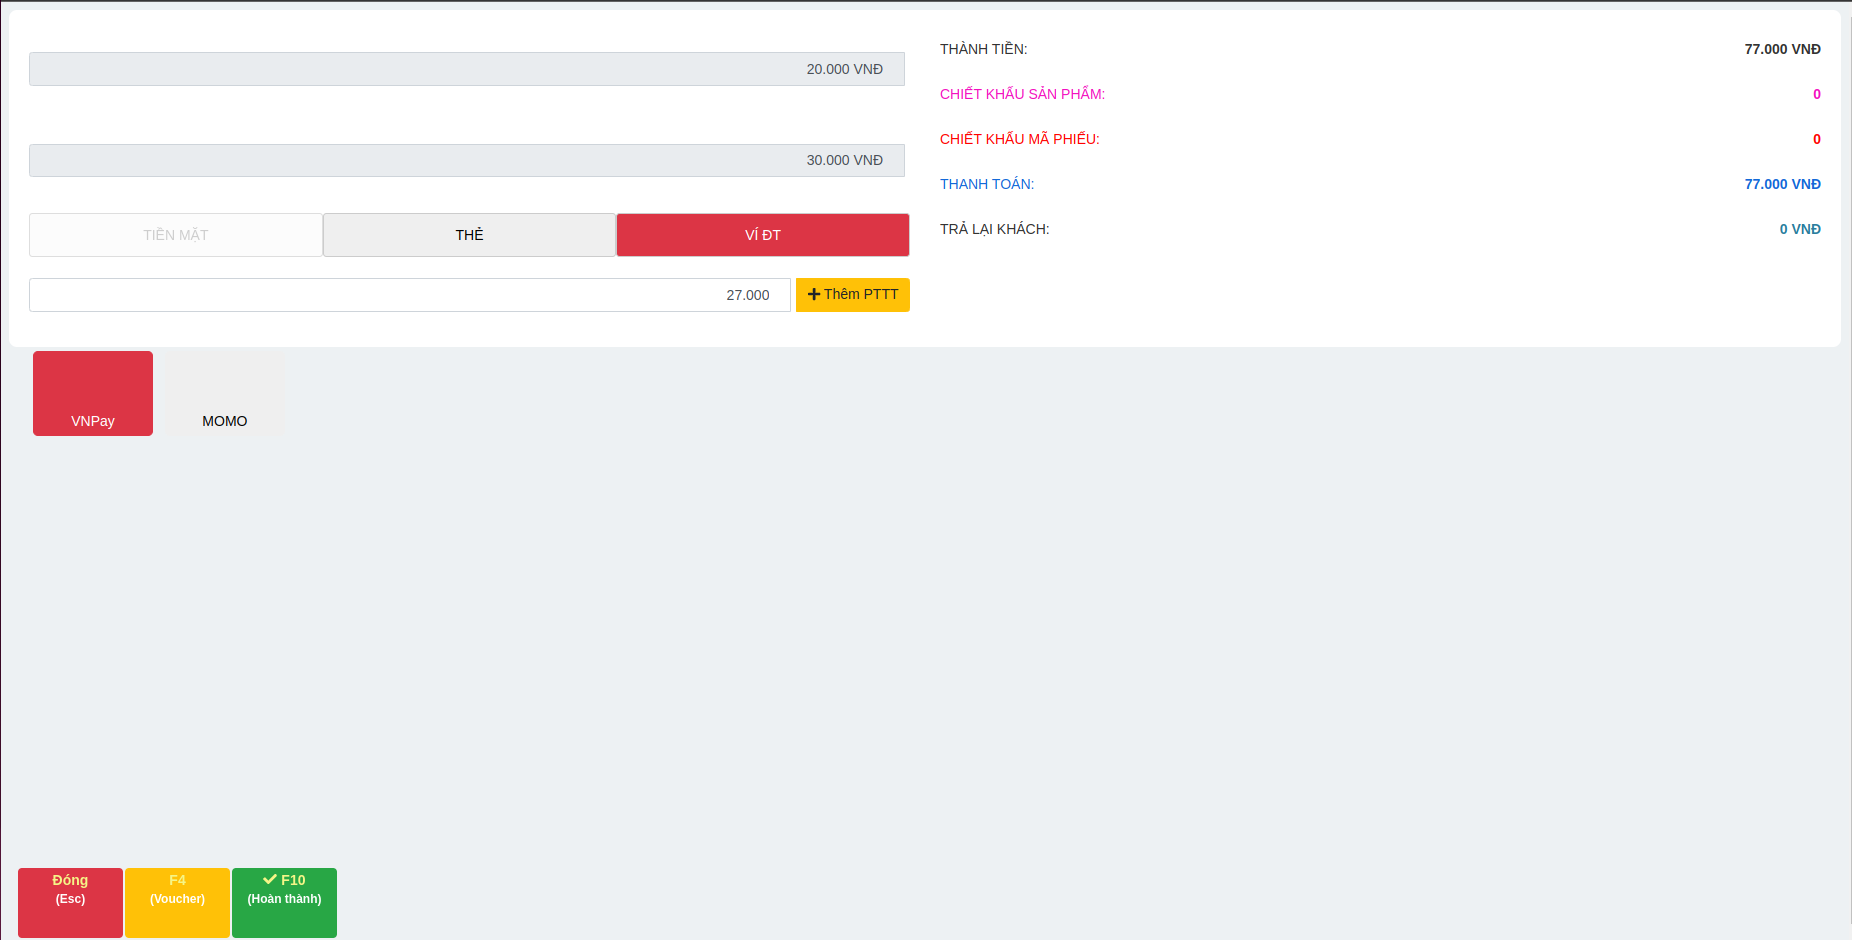 20.000 VNĐ
30.000 VNĐ
TIỀN MẶT
THẺ
VÍ ĐT
27.000
Thêm PTTT
THÀNH TIỀN:
77.000 VNĐ
CHIẾT KHẤU SẢN PHẨM:
0
CHIẾT KHẤU MÃ PHIẾU:
0
THANH TOÁN:
77.000 VNĐ
TRẢ LẠI KHÁCH:
0 VNĐ
VNPay
MOMO
Đóng
(Esc)
F4
(Voucher)
F10
(Hoàn thành)